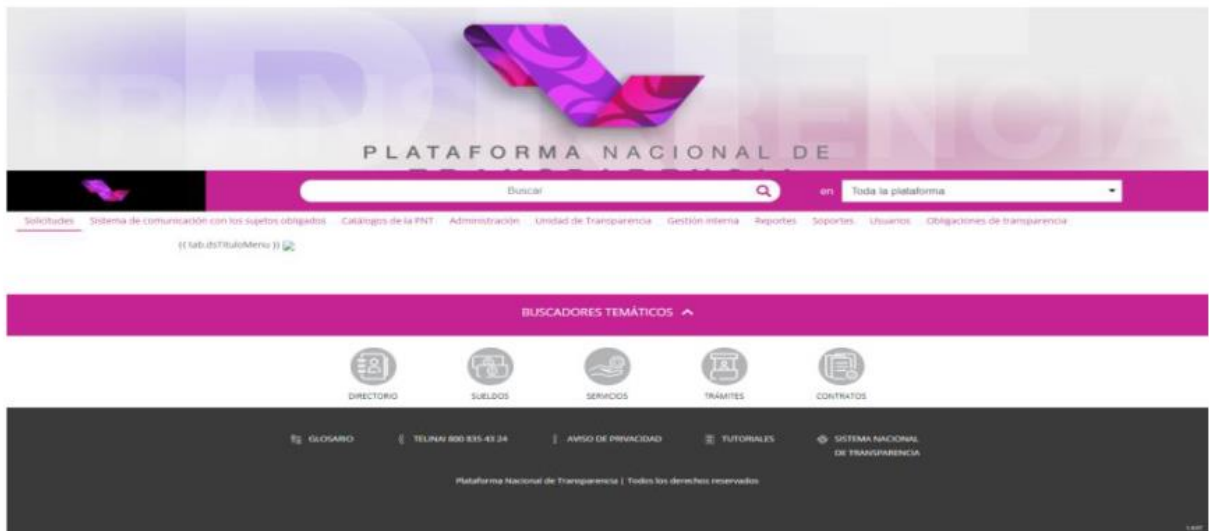 PLATAFORMA NACIONAL DE
TRANSPARENCIA
Buscar en Toda la plataforma
Solicitudes Sistema de comunicación con los sujetos obligados Catálogos de la PNT Administración Unidad de Transparencia Gestión interna Reportes Soportes Usuarios Obligaciones de transparencia
{{ tab.dsTituloMenu }}
BUSCADORES TEMÁTICOS
DIRECTORIO SUELDOS SERVICIOS TRÁMITES CONTRATOS
GLOSARIO TELINAI 800 835 43 24 AVISO DE PRIVACIDAD TUTORIALES SISTEMA NACIONAL
DE TRANSPARENCIA
Plataforma Nacional de Transparencia | Todos los derechos reservados